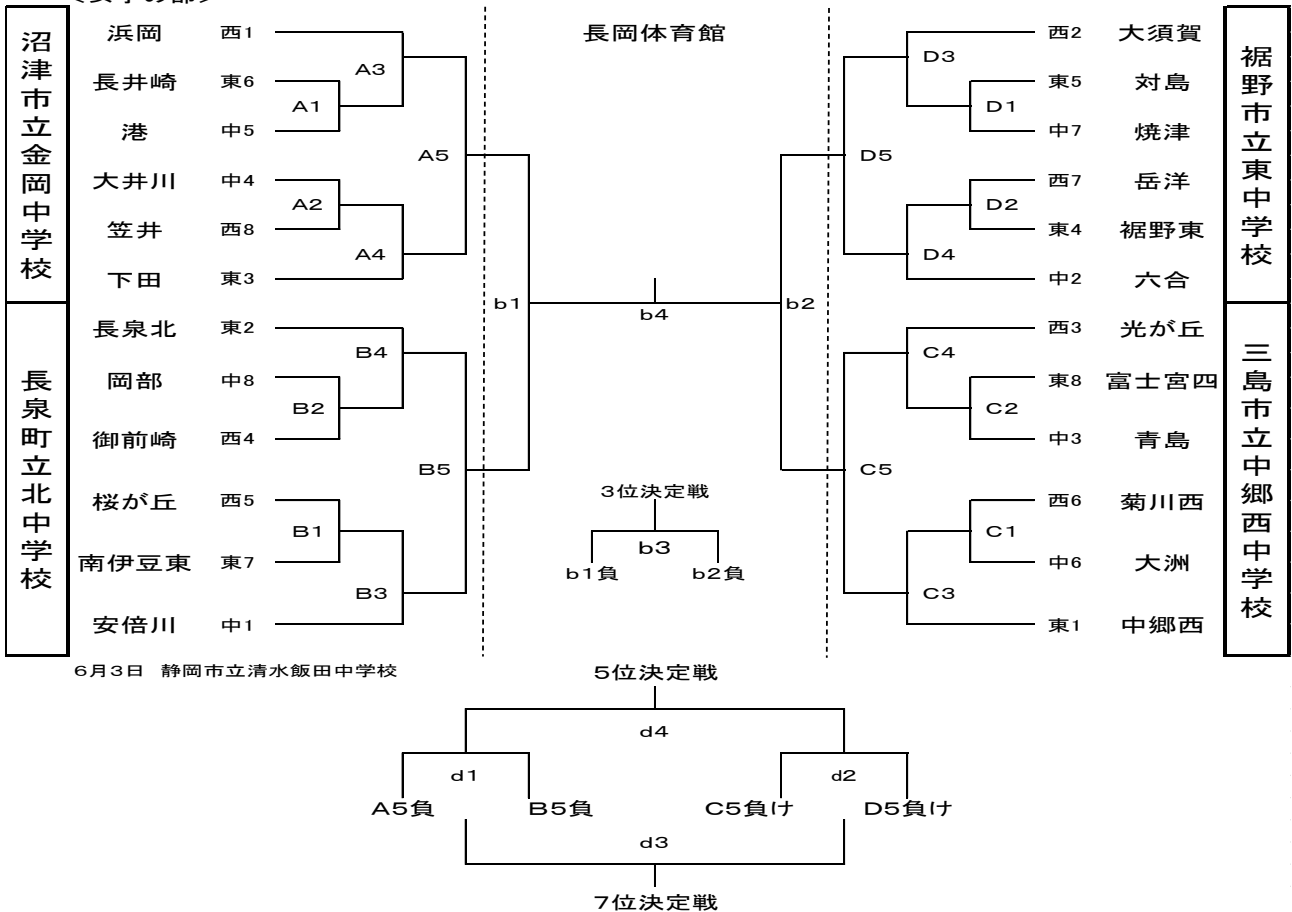 沼津市立金岡中学校
長泉町立北中学校
浜岡 西1
長井崎 東6
港 中5
大井川 中4
笠井 西8
下田 東3
長泉北 東2
岡部 中8
御前崎 西4
桜が丘 西5
南伊豆東 東7
安倍川 中1
A3
A1
A5
A2
A4
B4
B2
B5
B1
B3
長岡体育館
b1
b4
b2
3位決定戦
b3
b1負 b2負
D3
D1
D5
D2
D4
C4
C2
C5
C1
C3
西2 大須賀
東5 対島
中7 焼津
西7 岳洋
東4 裾野東
中2 六合
西3 光が丘
東8 富士宮四
中3 青島
西6 菊川西
中6 大洲
東1 中郷西
裾野市立東中学校
三島市立中郷西中学校
6月3日 静岡市立清水飯田中学校
5位決定戦
d4
d1 d2
A5負 B5負 C5負け D5負け
d3
7位決定戦